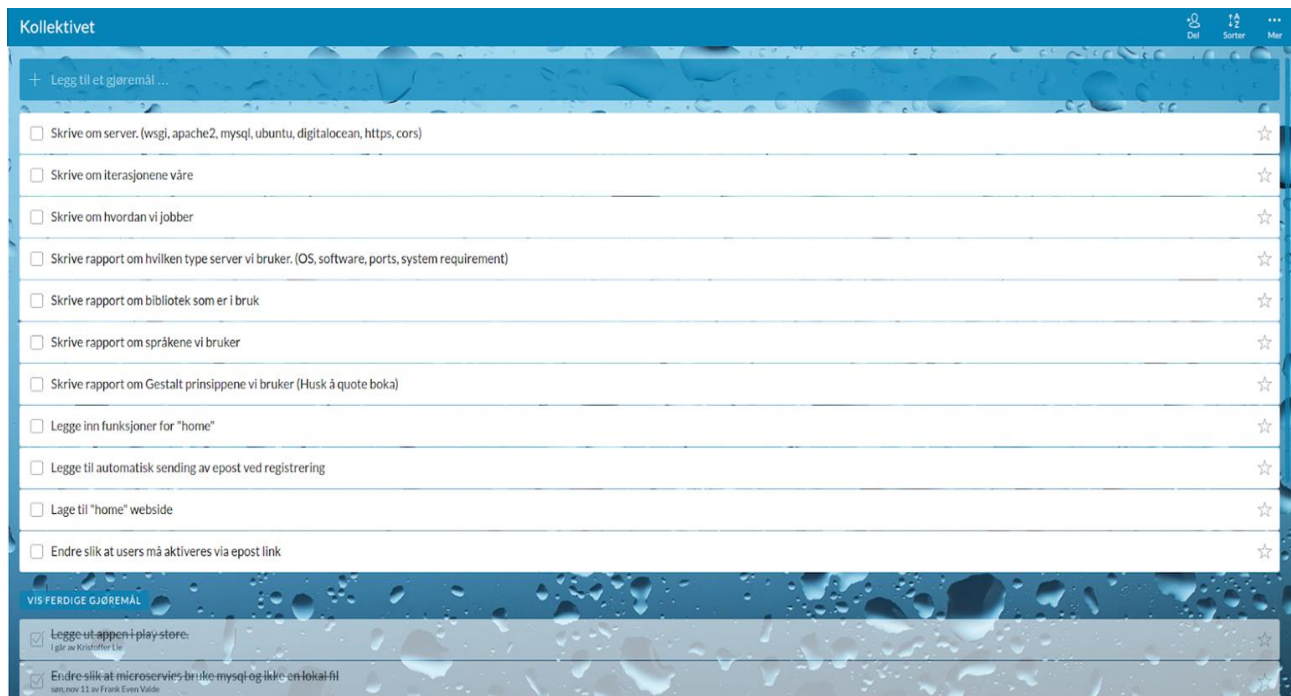 Kollektivet
Del
Sorter
Mer
Legg til et gjøremål ...
Skrive om server. (wsgi, apache2, mysql, ubuntu, digitalocean, https, cors)
Skrive om iterasjonene våre
Skrive om hvordan vi jobber
Skrive rapport om hvilken type server vi bruker. (OS, software, ports, system requirement)
Skrive rapport om bibliotek som er i bruk
Skrive rapport om språkene vi bruker
Skrive rapport om Gestalt prinsippene vi bruker (Husk å quote boka)
Legge inn funksjoner for "home"
Legge til automatisk sending av epost ved registrering
Lage til "home" webside
Endre slik at users må aktiveres via epost link
VIS FERDIGE GJØREMÅL
Legge ut appen i play store.
I går av Kristoffer Lie
Endre slik at microservies bruke mysql og ikke en lokal fil
søn, nov 11 av Frank Even Valde